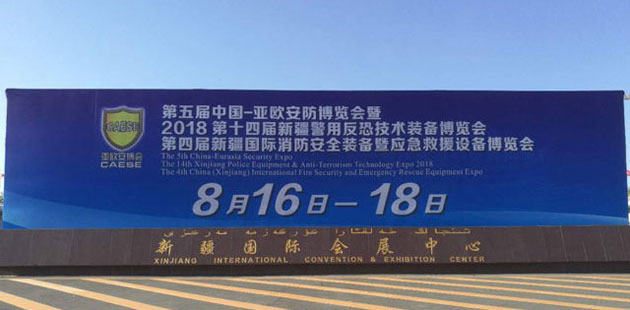 CAESE
亚欧安博会
CAESE
第五届中国-亚欧安防博览会暨
2018 第十四届新疆警用反恐技术装备博览会
第四届新疆国际消防安全装备暨应急救援设备博览会
The 5th China-Eurasia Security Expo
The 14th Xinjiang Police Equipment & Anti-Terrorism Technology Expo 2018
The 4th China (Xinjiang) International Fire Security and Emergency Rescue Equipment Expo
8月16日—18日
新疆国际会展中心
XINJIANG INTERNATIONAL CONVENTION & EXHIBITION CENTER